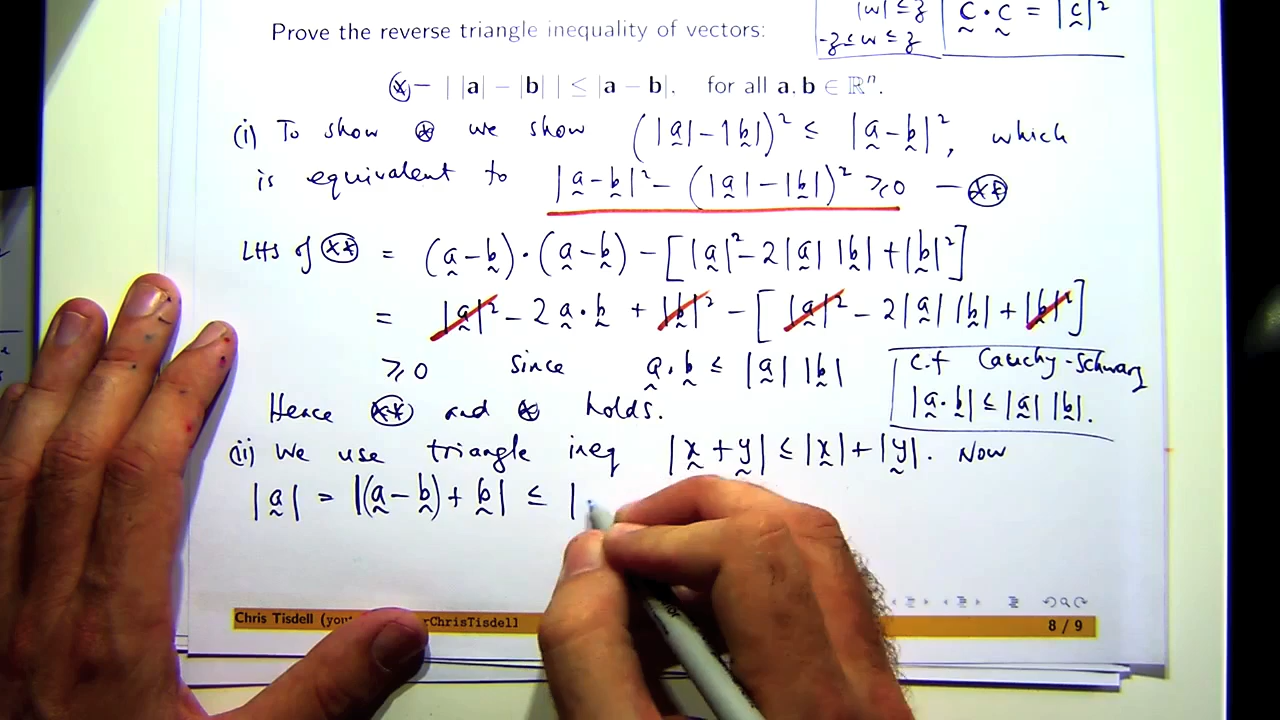 |w| ≤ z
-z ≤ w ≤ z
c · c = |c|²
Prove the reverse triangle inequality of vectors:
⊛ — | |a| − |b| | ≤ |a − b|, for all a, b ∈ ℝⁿ.
(i) To show ⊛ we show (|a| − |b|)² ≤ |a − b|², which
is equivalent to |a − b|² − (|a| − |b|)² ≥ 0 — (**)
LHS of (**) = (a − b) · (a − b) − [|a|² − 2|a| |b| + |b|²]
= |a|² − 2 a · b + |b|² − [|a|² − 2|a| |b| + |b|²]
≥ 0 since a · b ≤ |a| |b|
c.f Cauchy-Schwarz
|a · b| ≤ |a| |b|.
Hence (**) and ⊛ holds.
(ii) We use triangle ineq |x + y| ≤ |x| + |y|. Now
|a| = |(a − b) + b| ≤ |
Chris Tisdell (you
rChrisTisdell
8 / 9